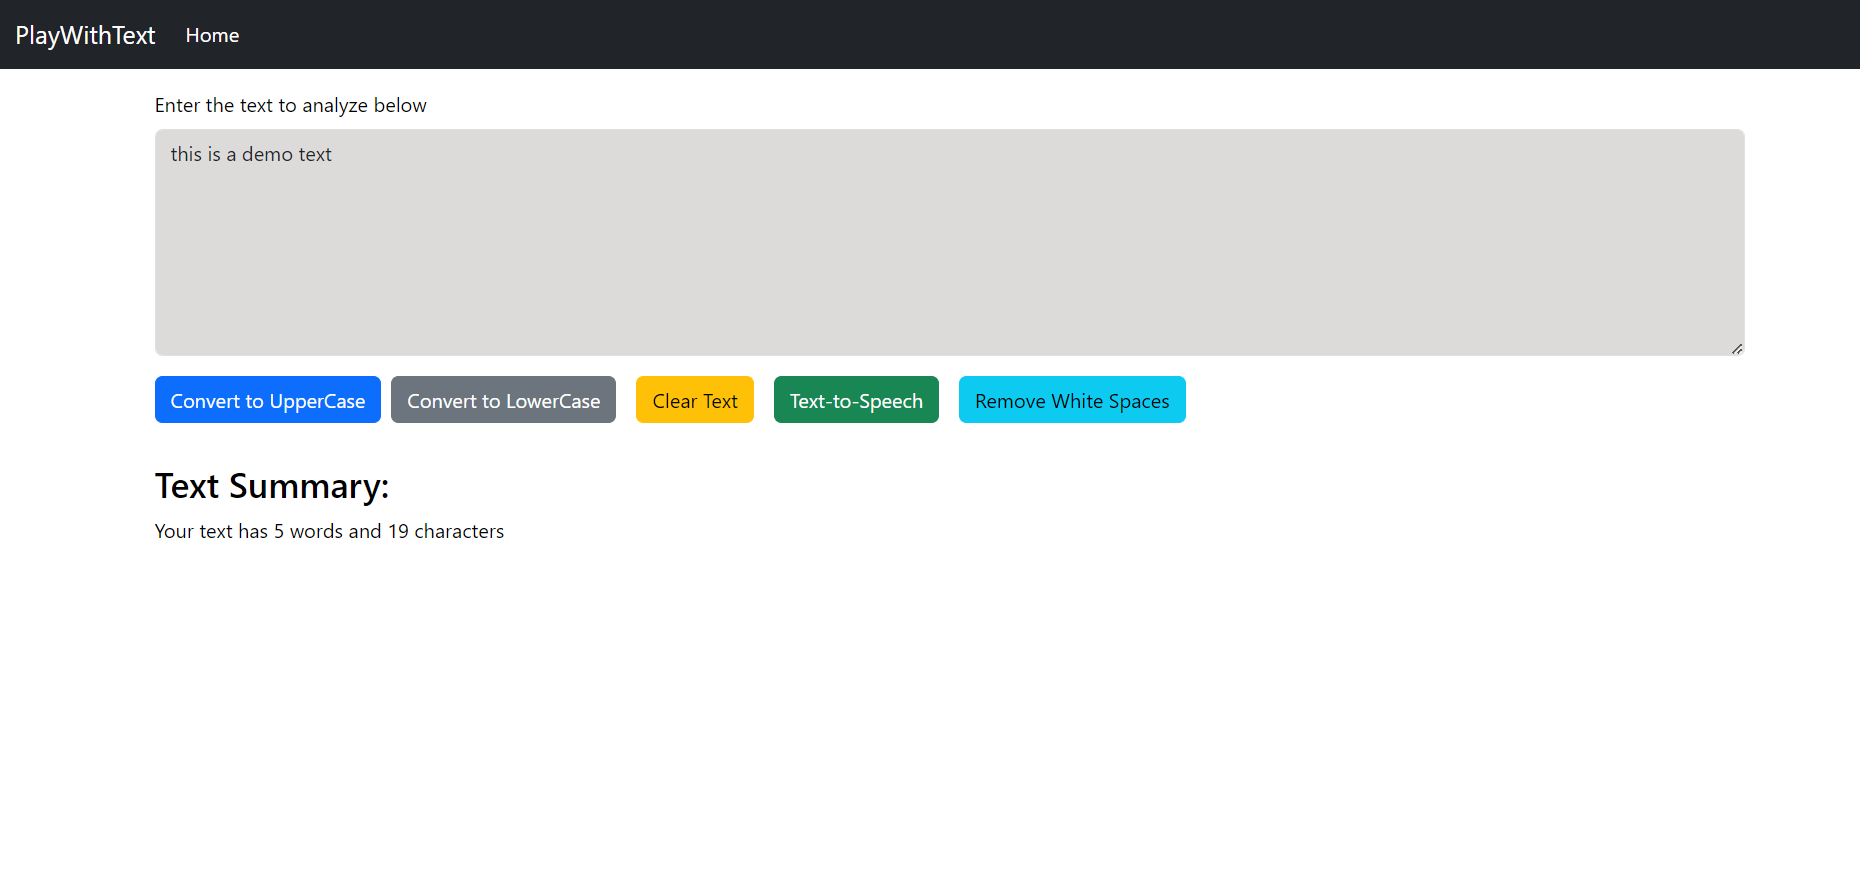 PlayWithText Home
Enter the text to analyze below
this is a demo text
Convert to UpperCase Convert to LowerCase Clear Text Text-to-Speech Remove White Spaces
Text Summary:
Your text has 5 words and 19 characters